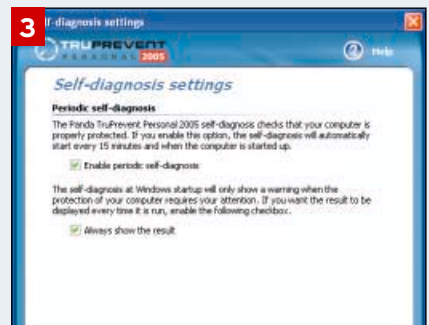 3
lf-diagnosis settings
TRUPREVENT
PERSONAL 2005
Help
Self-diagnosis settings
Periodic self-diagnosis
The Panda TruPrevent Personal 2005 self-diagnosis checks that your computer is
properly protected. If you enable this option, the self-diagnosis will automatically
start every 15 minutes and when the computer is started up.
Enable periodic self-diagnosis
The self-diagnosis at Windows startup will only show a warning when the
protection of your computer requires your attention. If you want the result to be
displayed every time it is run, enable the following checkbox.
Always show the result